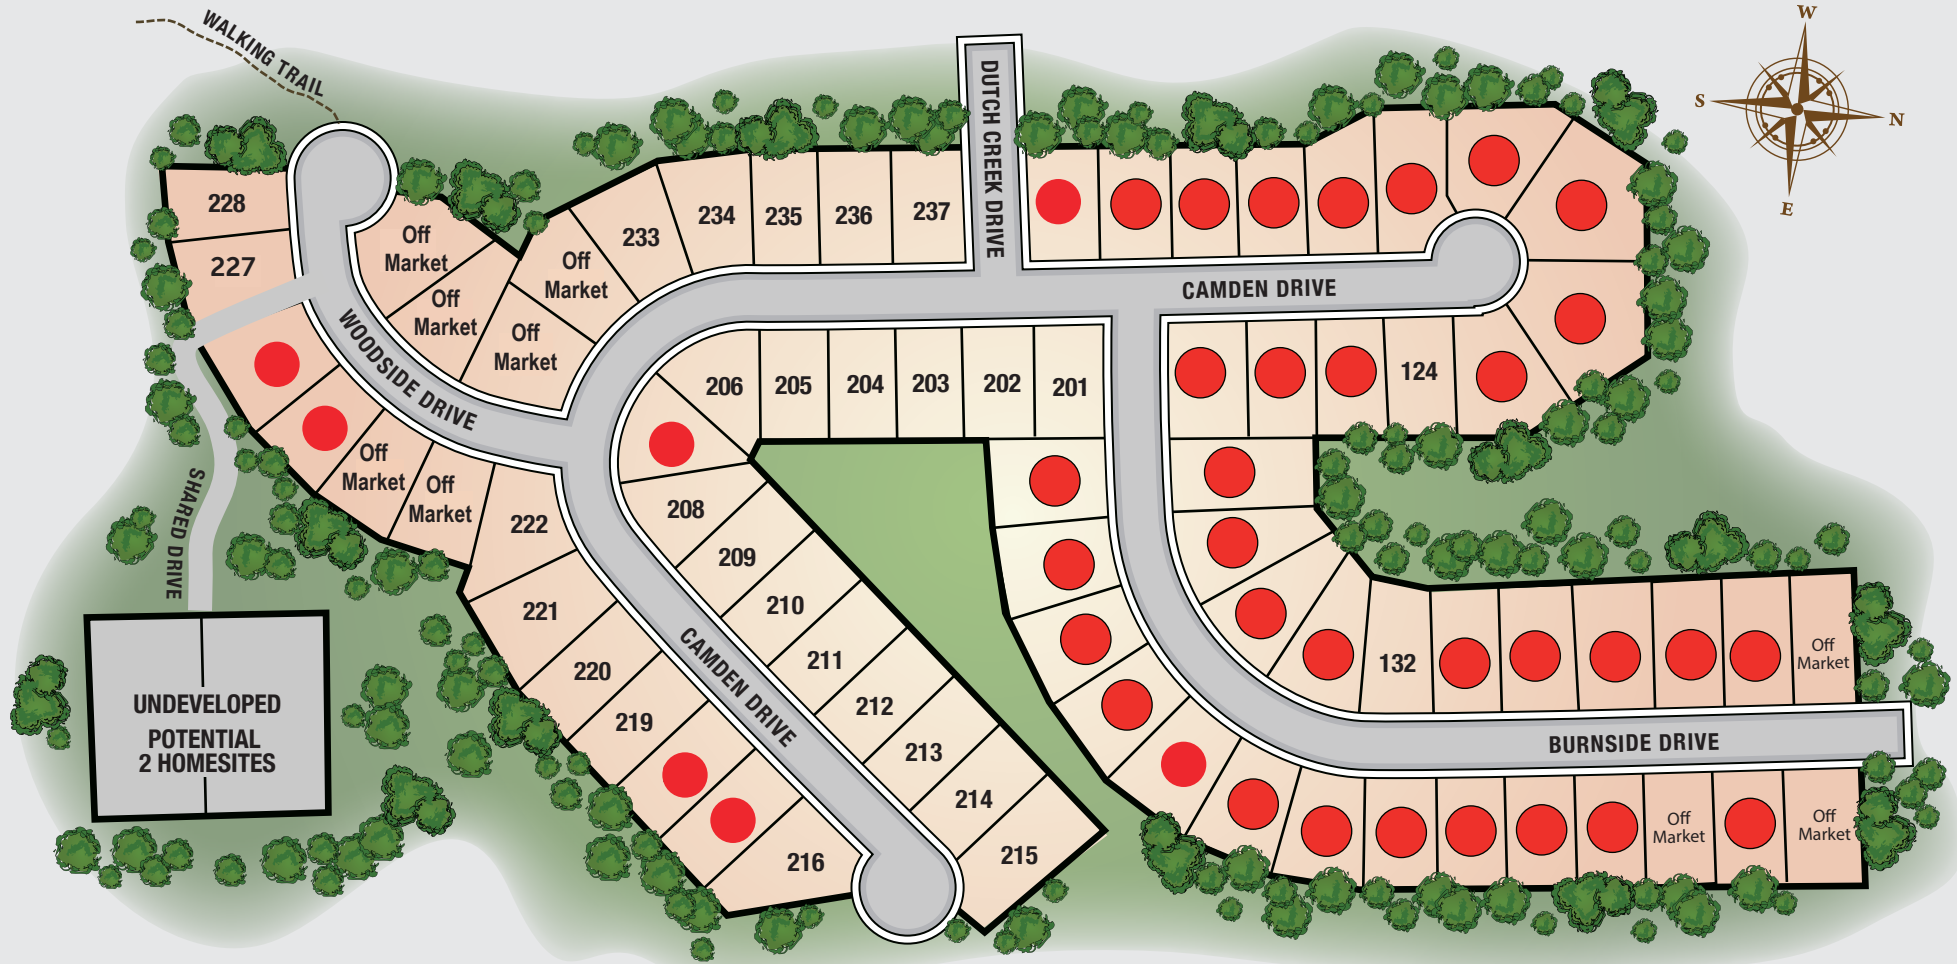 WALKING TRAIL
W
S
N
E
DUTCH CREEK DRIVE
228
227
Off
Market
Off
Market
Off
Market
Off
Market
233
234
235
236
237
CAMDEN DRIVE
WOODSIDE DRIVE
206
205
204
203
202
201
124
Off
Market
Off
Market
222
208
209
210
211
212
213
214
215
221
220
219
216
CAMDEN DRIVE
SHARED DRIVE
UNDEVELOPED
POTENTIAL
2 HOMESITES
132
Off
Market
BURNSIDE DRIVE
Off
Market
Off
Market